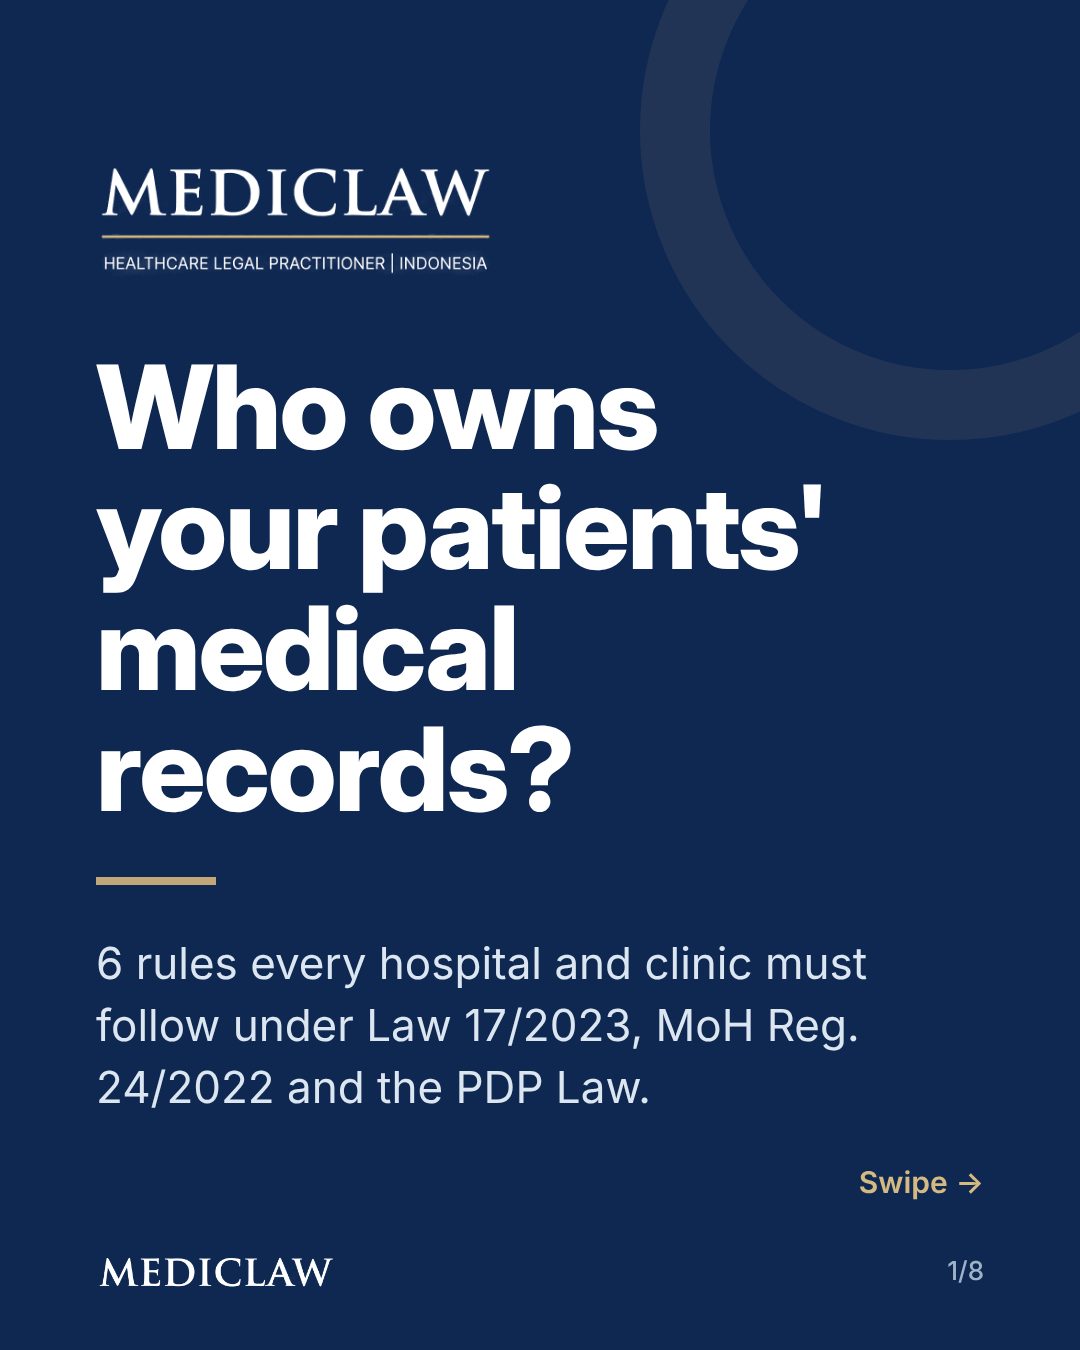 MEDICLAW
HEALTHCARE LEGAL PRACTITIONER | INDONESIA
Who owns
your patients'
medical
records?
6 rules every hospital and clinic must
follow under Law 17/2023, MoH Reg.
24/2022 and the PDP Law.
Swipe →
MEDICLAW
1/8